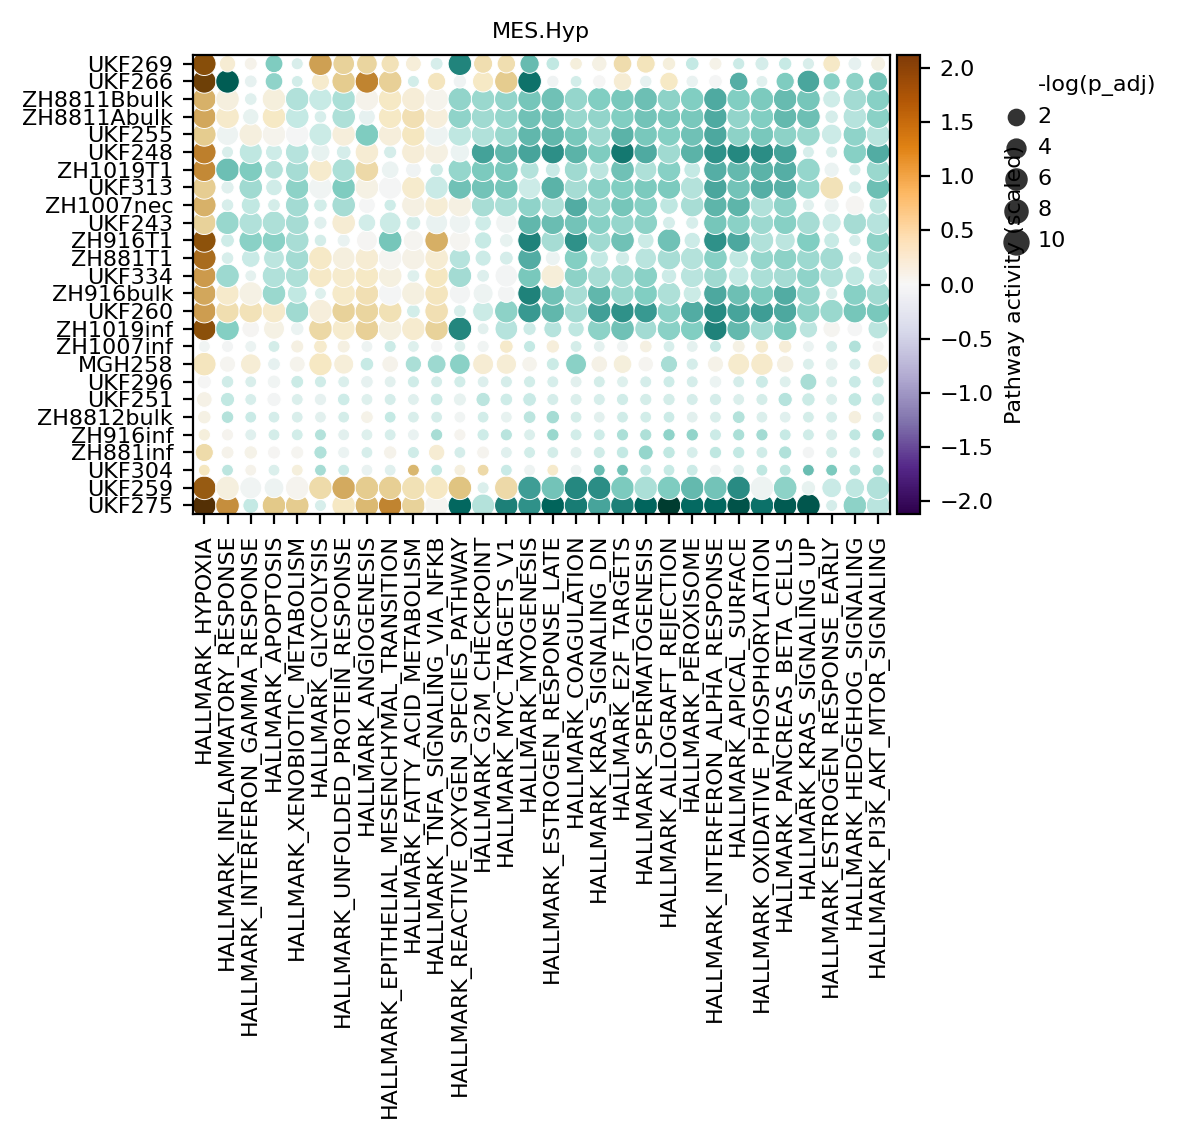 MES.Hyp
UKF269
UKF266
ZH8811Bbulk
ZH8811Abulk
UKF255
UKF248
ZH1019T1
UKF313
ZH1007nec
UKF243
ZH916T1
ZH881T1
UKF334
ZH916bulk
UKF260
ZH1019inf
ZH1007inf
MGH258
UKF296
UKF251
ZH8812bulk
ZH916inf
ZH881inf
UKF304
UKF259
UKF275
HALLMARK_HYPOXIA
HALLMARK_INFLAMMATORY_RESPONSE
HALLMARK_INTERFERON_GAMMA_RESPONSE
HALLMARK_APOPTOSIS
HALLMARK_XENOBIOTIC_METABOLISM
HALLMARK_GLYCOLYSIS
HALLMARK_UNFOLDED_PROTEIN_RESPONSE
HALLMARK_ANGIOGENESIS
HALLMARK_EPITHELIAL_MESENCHYMAL_TRANSITION
HALLMARK_FATTY_ACID_METABOLISM
HALLMARK_TNFA_SIGNALING_VIA_NFKB
HALLMARK_REACTIVE_OXYGEN_SPECIES_PATHWAY
HALLMARK_G2M_CHECKPOINT
HALLMARK_MYC_TARGETS_V1
HALLMARK_MYOGENESIS
HALLMARK_ESTROGEN_RESPONSE_LATE
HALLMARK_COAGULATION
HALLMARK_KRAS_SIGNALING_DN
HALLMARK_E2F_TARGETS
HALLMARK_SPERMATOGENESIS
HALLMARK_ALLOGRAFT_REJECTION
HALLMARK_PEROXISOME
HALLMARK_INTERFERON_ALPHA_RESPONSE
HALLMARK_APICAL_SURFACE
HALLMARK_OXIDATIVE_PHOSPHORYLATION
HALLMARK_PANCREAS_BETA_CELLS
HALLMARK_KRAS_SIGNALING_UP
HALLMARK_ESTROGEN_RESPONSE_EARLY
HALLMARK_HEDGEHOG_SIGNALING
HALLMARK_PI3K_AKT_MTOR_SIGNALING
2.0
1.5
1.0
0.5
0.0
−0.5
−1.0
−1.5
−2.0
Pathway activity (scaled)
-log(p_adj)
2
4
6
8
10